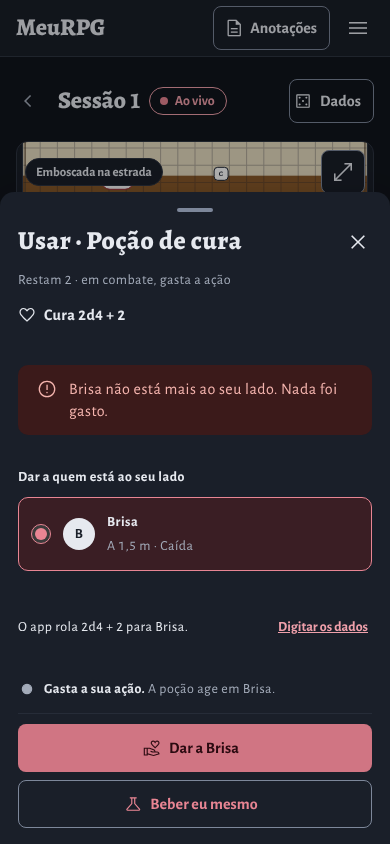 MeuRPG
Anotações
Sessão 1
Ao vivo
Dados
Emboscada na estrada
C
Usar · Poção de cura
Restam 2 · em combate, gasta a ação
Cura 2d4 + 2
Brisa não está mais ao seu lado. Nada foi
gasto.
Dar a quem está ao seu lado
B
Brisa
A 1,5 m · Caída
O app rola 2d4 + 2 para Brisa.
Digitar os dados
Gasta a sua ação. A poção age em Brisa.
Dar a Brisa
Beber eu mesmo